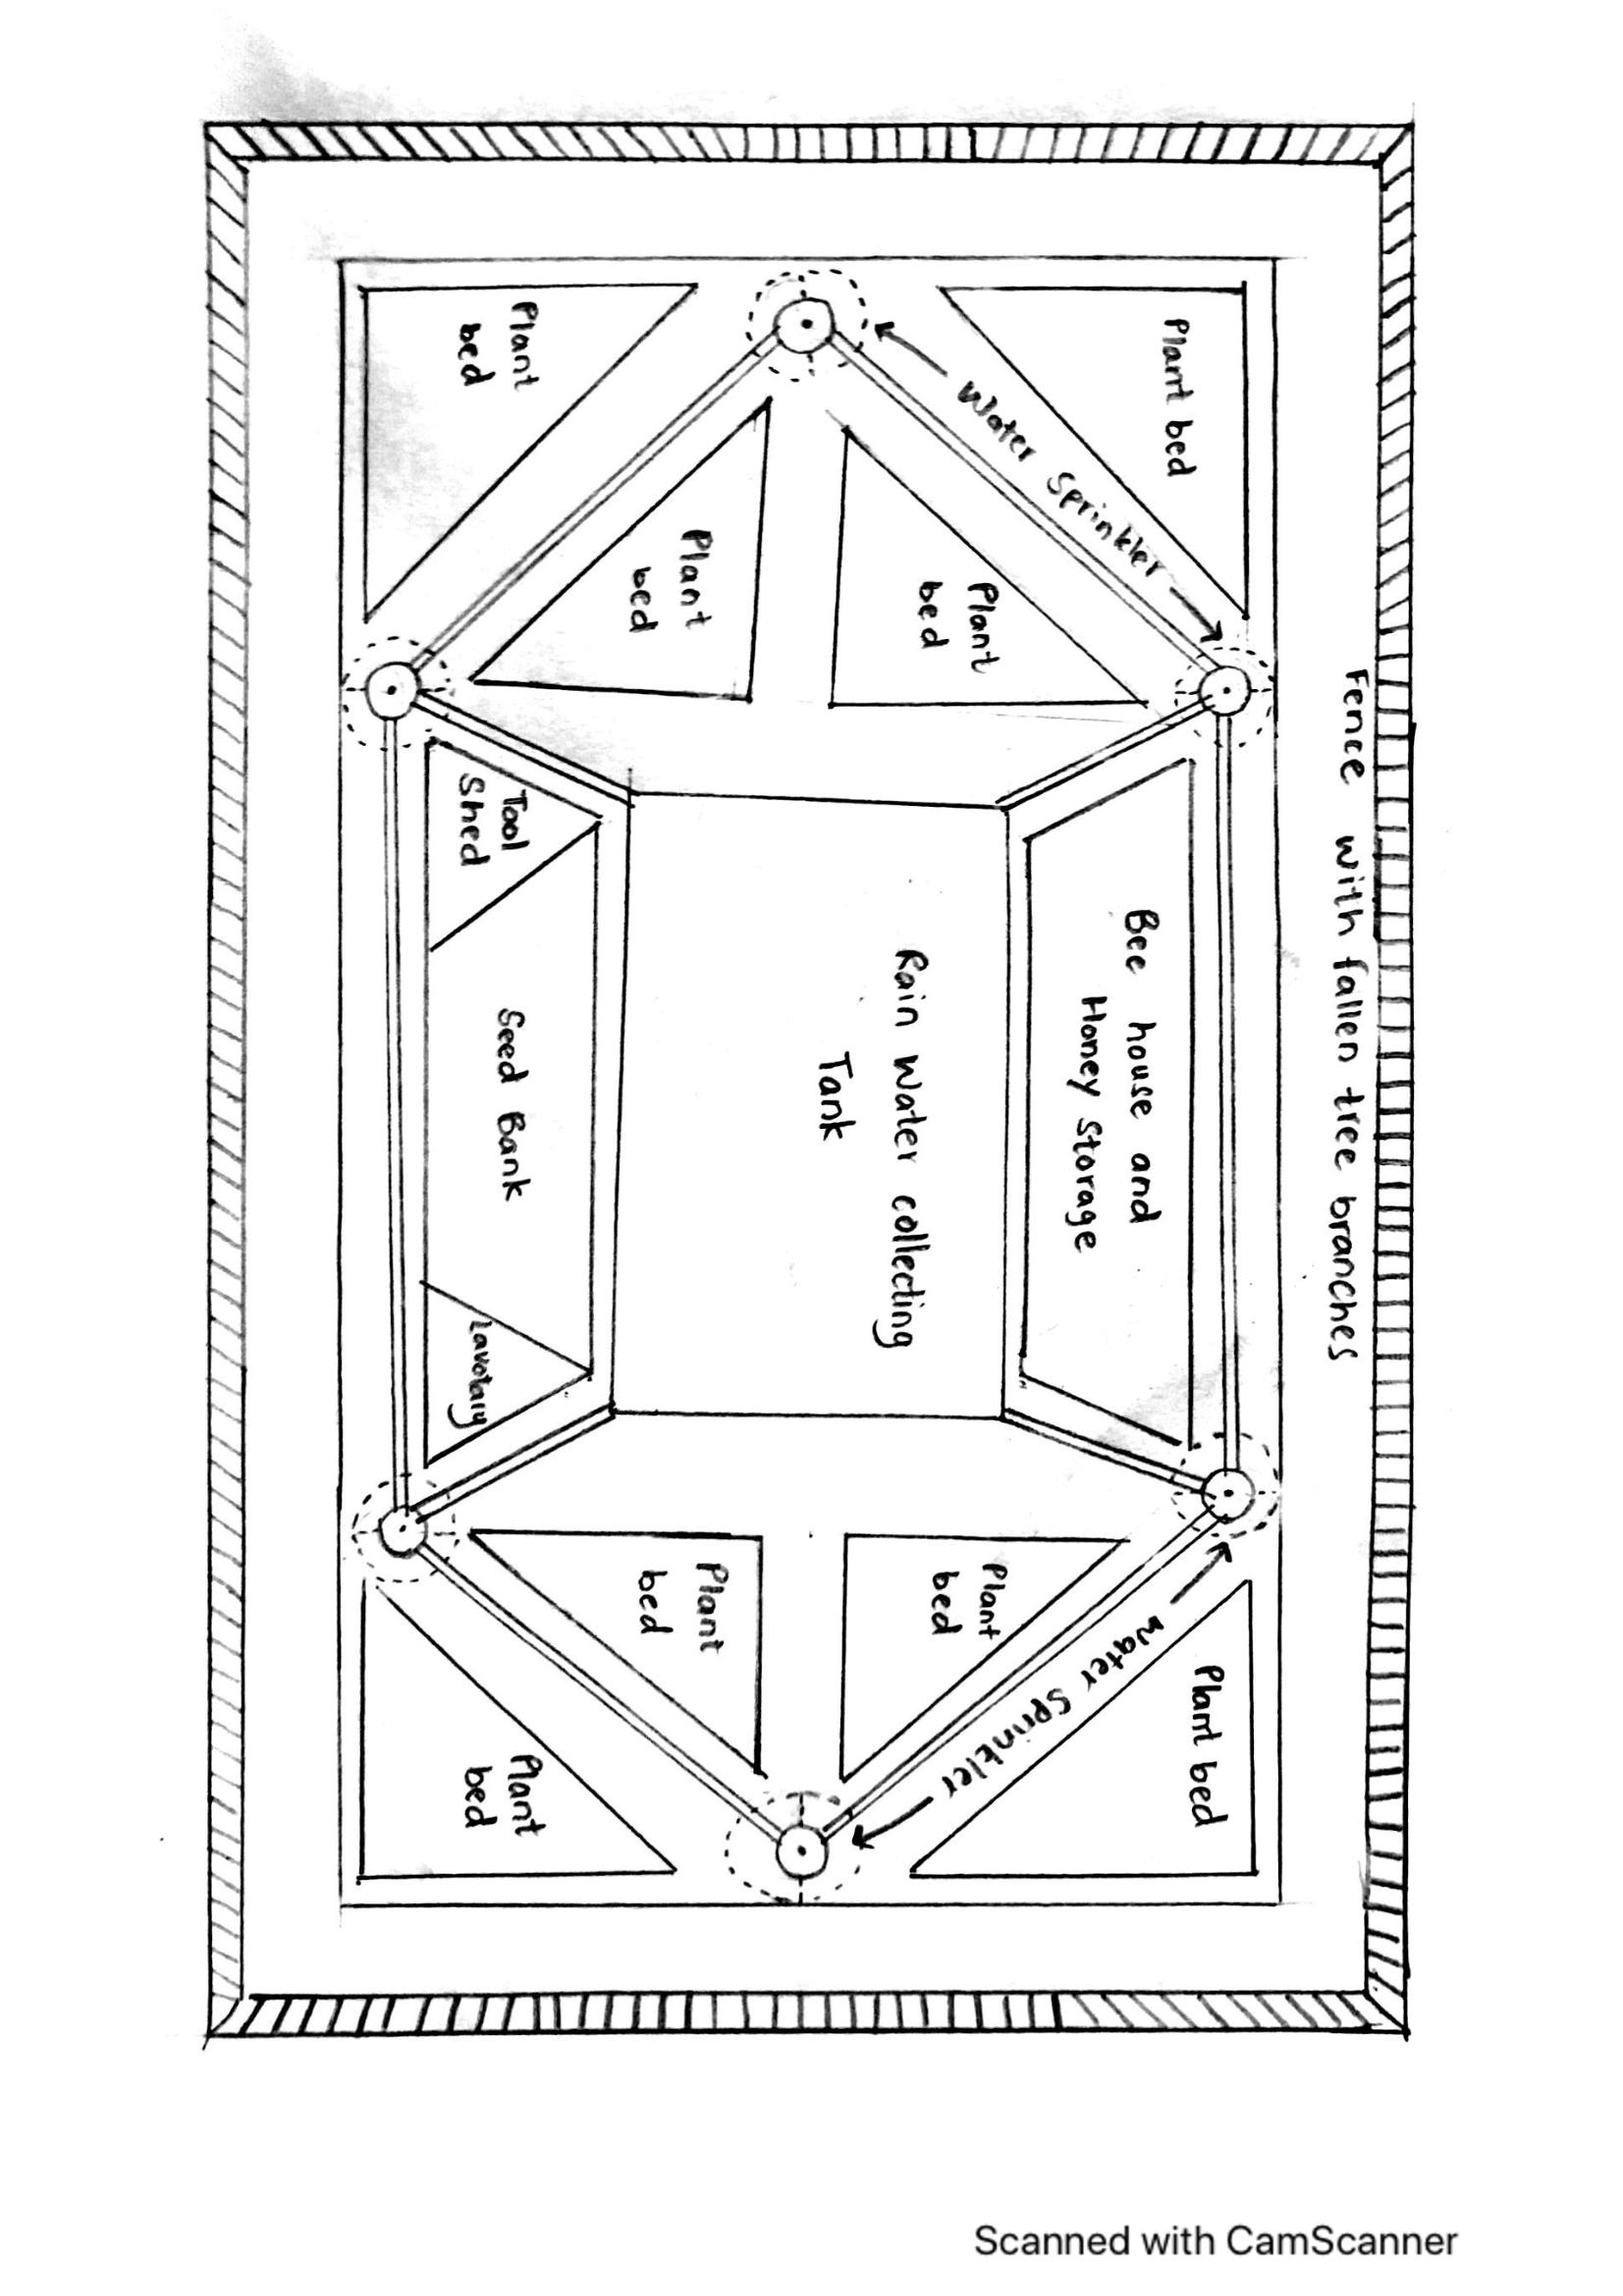 Fence with fallen tree branches
Plant bed
Water Sprinkler
Bee house and
Honey storage
Water Sprinkler
Plant bed
Plant
bed
Rain Water collecting
Tank
Plant
bed
Plant
bed
Plant
bed
Plant
bed
Tool
Shed
Seed Bank
Lavotary
Plant
bed
Scanned with CamScanner